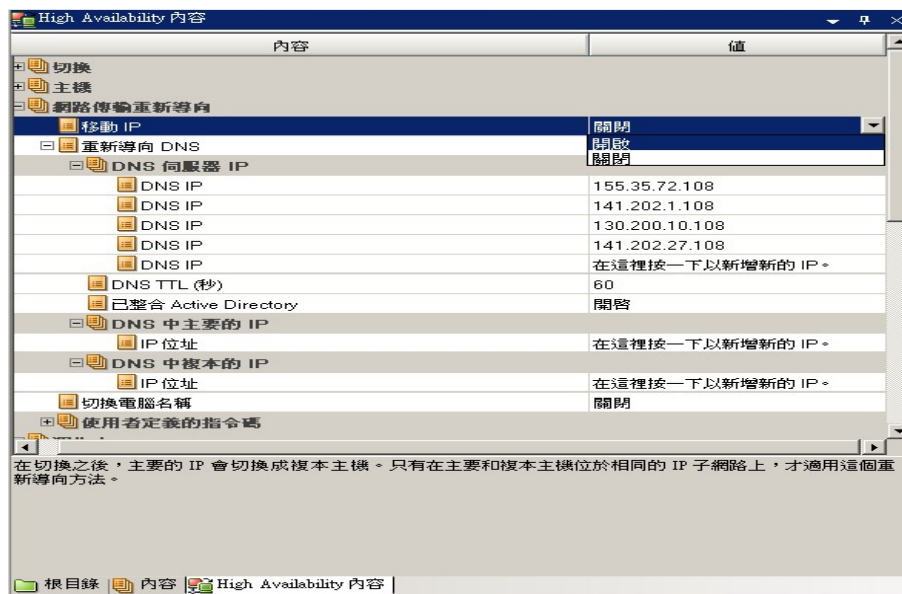 High Availability 內容
內容 值
切換
主機
網路傳輸重新導向
移動 IP 關閉
重新導向 DNS 開啟
DNS 伺服器 IP 關閉
DNS IP 155.35.72.108
DNS IP 141.202.1.108
DNS IP 130.200.10.108
DNS IP 141.202.27.108
DNS IP 在這裡按一下以新增新的 IP。
DNS TTL (秒) 60
已整合 Active Directory 開啓
DNS 中主要的 IP
IP 位址 在這裡按一下以新增新的 IP。
DNS 中複本的 IP
IP 位址 在這裡按一下以新增新的 IP。
切換電腦名稱 關閉
使用者定義的指令碼
在切換之後，主要的 IP 會切換成複本主機。只有在主要和複本主機位於相同的 IP 子網路上，才適用這個重
新導向方法。
根目錄 內容 High Availability 內容